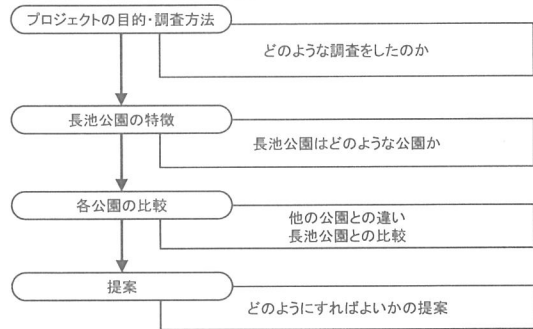 プロジェクトの目的・調査方法
どのような調査をしたのか
長池公園の特徴
長池公園はどのような公園か
各公園の比較
他の公園との違い
長池公園との比較
提案
どのようにすればよいかの提案